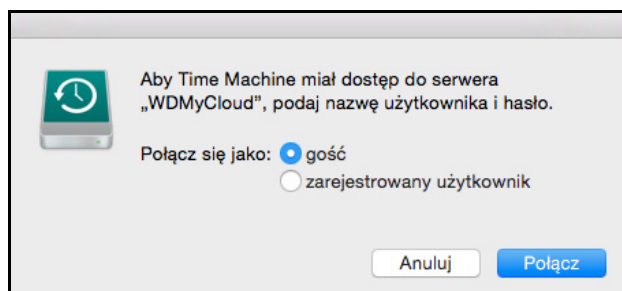 Aby Time Machine miał dostęp do serwera
„WDMyCloud”, podaj nazwę użytkownika i hasło.
Połącz się jako: gość
zarejestrowany użytkownik
Anuluj Połącz